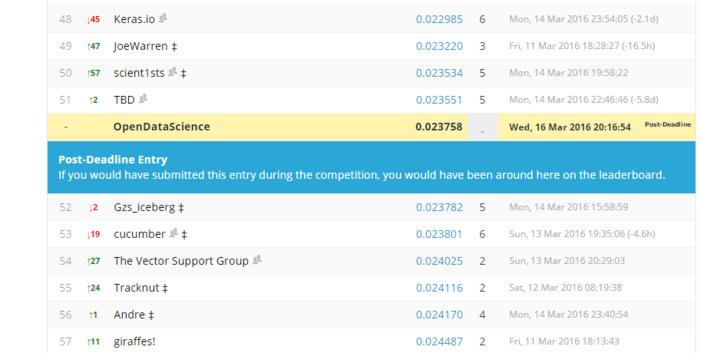 48 ↓45 Keras.io 0.022985 6 Mon, 14 Mar 2016 23:54:05 (-2.1d)
49 ↑47 JoeWarren ‡ 0.023220 3 Fri, 11 Mar 2016 18:28:27 (-16.5h)
50 ↑57 scient1sts ‡ 0.023534 5 Mon, 14 Mar 2016 19:58:22
51 ↑2 TBD 0.023551 5 Mon, 14 Mar 2016 22:46:46 (-5.8d)
- OpenDataScience 0.023758 - Wed, 16 Mar 2016 20:16:54 Post-Deadline
Post-Deadline Entry
If you would have submitted this entry during the competition, you would have been around here on the leaderboard.
52 ↓2 Gzs_iceberg ‡ 0.023782 5 Mon, 14 Mar 2016 15:58:59
53 ↓19 cucumber ‡ 0.023801 6 Sun, 13 Mar 2016 19:35:06 (-4.6h)
54 ↑27 The Vector Support Group 0.024025 2 Sun, 13 Mar 2016 20:29:03
55 ↑24 Tracknut ‡ 0.024116 2 Sat, 12 Mar 2016 08:19:38
56 ↑1 Andre ‡ 0.024170 4 Mon, 14 Mar 2016 23:40:54
57 ↑11 giraffes! 0.024487 2 Fri, 11 Mar 2016 18:13:43